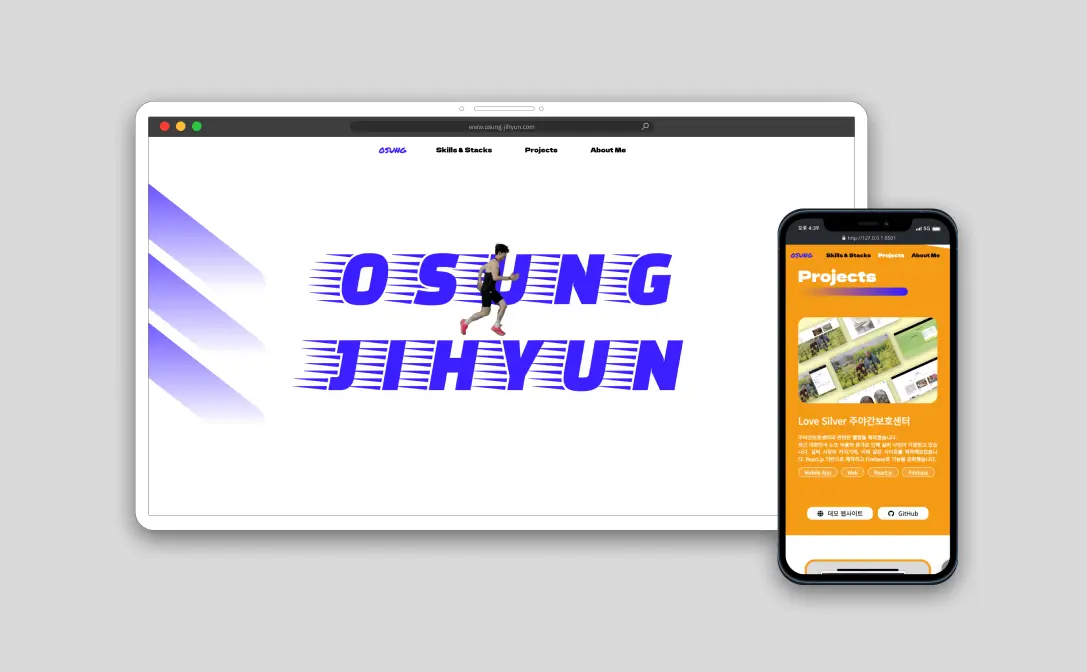 www.osung-jihyun.com
OSUNG
Skills & Stacks
Projects
About Me
OSUNG
JIHYUN
오후 4:39
5G
http://127.0.0.1:5501
OSUNG
Skills & Stacks
Projects
About Me
Projects
Love Silver 주야간보호센터
Mobile App
Web
React.js
Firebase
데모 웹사이트
GitHub